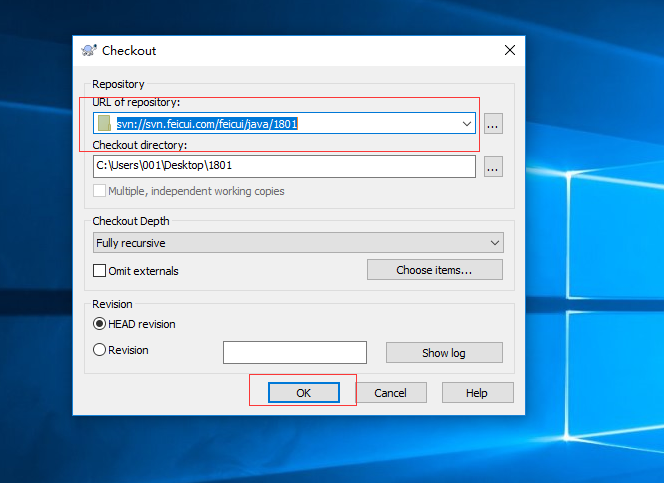 Checkout
Repository
URL of repository:
svn://svn.feicui.com/feicui/java/1801
...
Checkout directory:
C:\Users\001\Desktop\1801
...
Multiple, independent working copies
Checkout Depth
Fully recursive
Omit externals
Choose items...
Revision
HEAD revision
Revision
Show log
OK
Cancel
Help